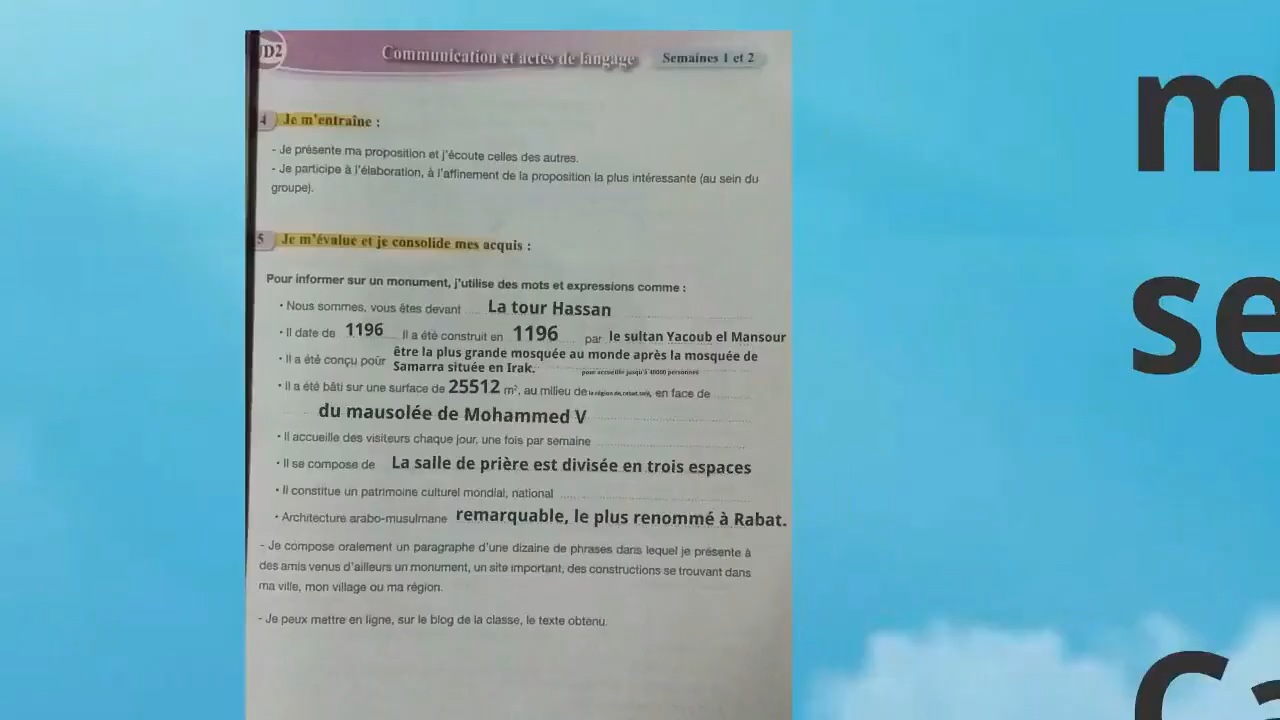 D2
Communication et actes de langage
Semaines 1 et 2
4 Je m'entraîne :
- Je présente ma proposition et j'écoute celles des autres.
- Je participe à l'élaboration, à l'affinement de la proposition la plus intéressante (au sein du
groupe).
5 Je m'évalue et je consolide mes acquis :
Pour informer sur un monument, j'utilise des mots et expressions comme :
• Nous sommes, vous êtes devant .... La tour Hassan
• Il date de 1196 Il a été construit en 1196 par le sultan Yacoub el Mansour
• Il a été conçu pour être la plus grande mosquée au monde après la mosquée de
Samarra située en Irak. pour accueillir jusqu'à 40000 personnes
• Il a été bâti sur une surface de 25512 m², au milieu de la région de, en face de
du mausolée de Mohammed V
• Il accueille des visiteurs chaque jour, une fois par semaine
• Il se compose de La salle de prière est divisée en trois espaces
• Il constitue un patrimoine culturel mondial, national
• Architecture arabo-musulmane remarquable, le plus renommé à Rabat.
- Je compose oralement un paragraphe d'une dizaine de phrases dans lequel je présente à
des amis venus d'ailleurs un monument, un site important, des constructions se trouvant dans
ma ville, mon village ou ma région.
- Je peux mettre en ligne, sur le blog de la classe, le texte obtenu.
m
se
Ca